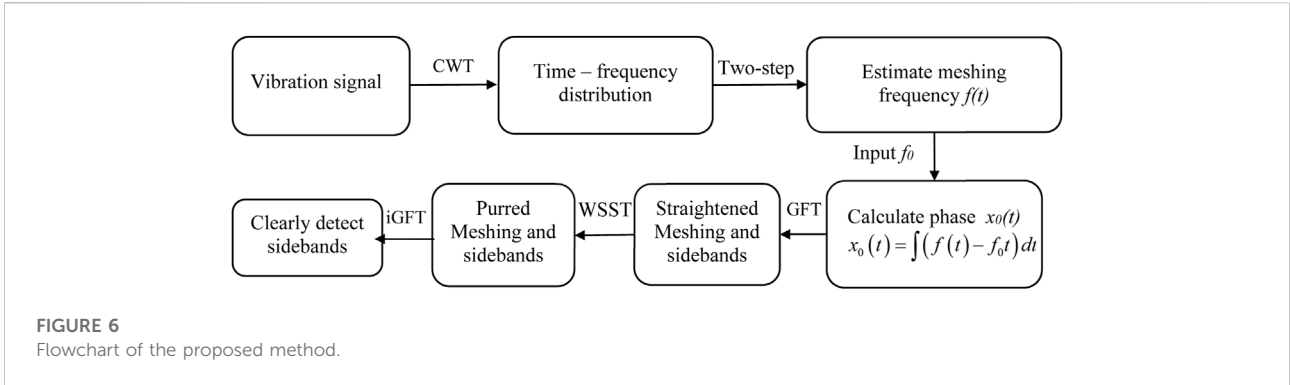 Vibration signal
CWT
Time – frequency
distribution
Two-step
Estimate meshing
frequency f(t)
Input f₀
Calculate phase x₀(t)
x₀(t) = ∫(f(t) − f₀t)dt
GFT
Straightened
Meshing and
sidebands
WSST
Purred
Meshing and
sidebands
iGFT
Clearly detect
sidebands
FIGURE 6
Flowchart of the proposed method.